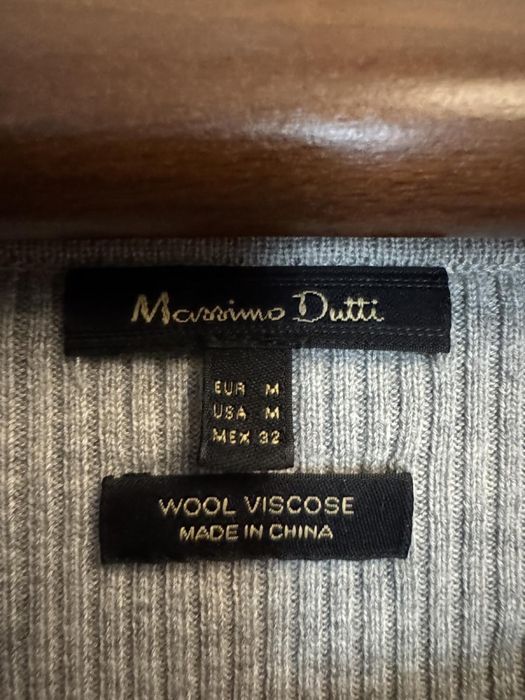 Massimo Dutti
EUR M
USA M
MEX 32
WOOL VISCOSE
MADE IN CHINA